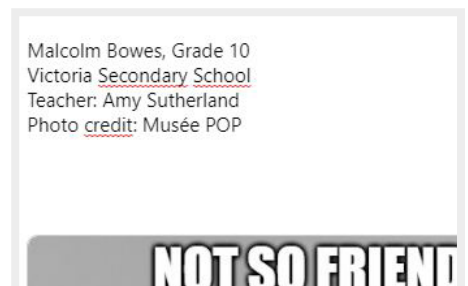 Malcolm Bowes, Grade 10
Victoria Secondary School
Teacher: Amy Sutherland
Photo credit: Musée POP
NOT SO FRIEND